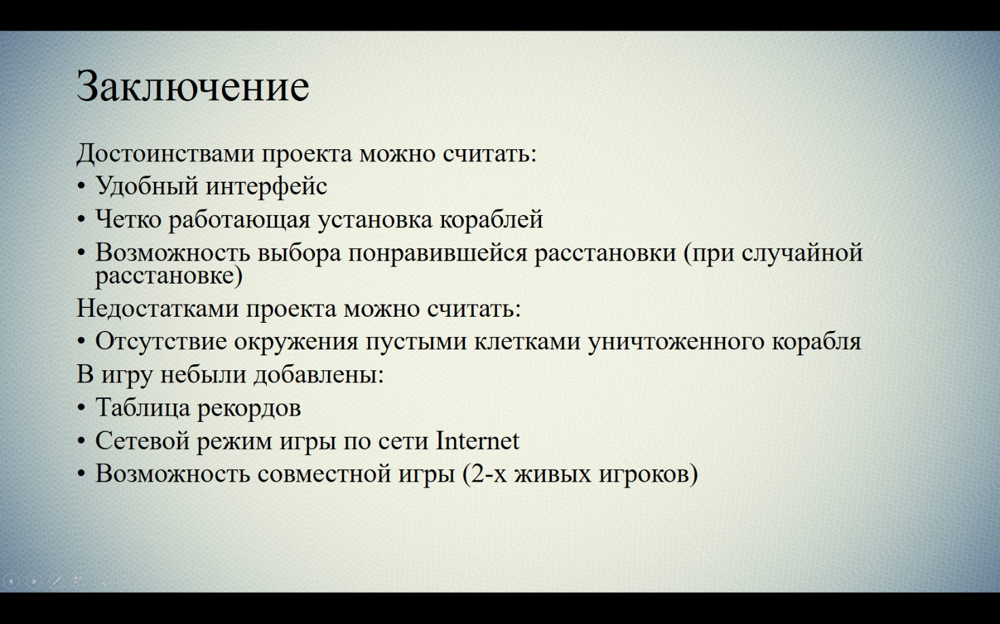 Заключение
Достоинствами проекта можно считать:
• Удобный интерфейс
• Четко работающая установка кораблей
• Возможность выбора понравившейся расстановки (при случайной
расстановке)
Недостатками проекта можно считать:
• Отсутствие окружения пустыми клетками уничтоженного корабля
В игру небыли добавлены:
• Таблица рекордов
• Сетевой режим игры по сети Internet
• Возможность совместной игры (2-х живых игроков)